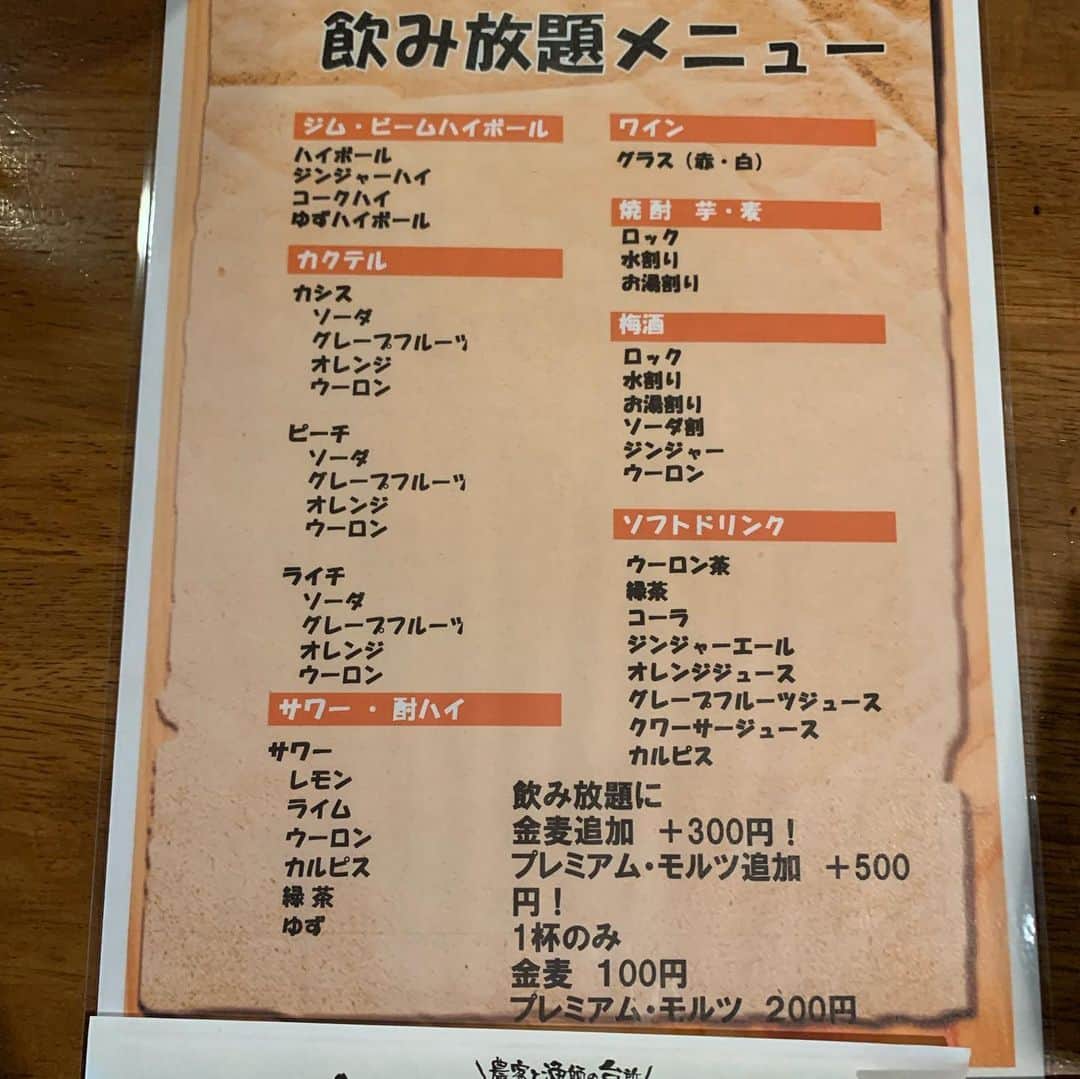 飲み放題メニュー
ジム・ビームハイボール
ハイボール
ジンジャーハイ
コークハイ
ゆずハイボール
カクテル
カシス
ソーダ
グレープフルーツ
オレンジ
ウーロン
ピーチ
ソーダ
グレープフルーツ
オレンジ
ウーロン
ライチ
ソーダ
グレープフルーツ
オレンジ
ウーロン
サワー ・ 酎ハイ
サワー
レモン
ライム
ウーロン
カルピス
緑 茶
ゆず
ワイン
グラス（赤・白）
焼 酎　芋・麦
ロック
水割り
お湯割り
梅酒
ロック
水割り
お湯割り
ソーダ割
ジンジャー
ウーロン
ソフトドリンク
ウーロン茶
緑茶
コーラ
ジンジャーエール
オレンジジュース
グレープフルーツジュース
クワーサージュース
カルピス
飲み放題に
金麦追加　＋300円！
プレミアム・モルツ追加　＋500
円！
1杯のみ
金麦　100円
プレミアム・モルツ　200円
農家と漁師の台所